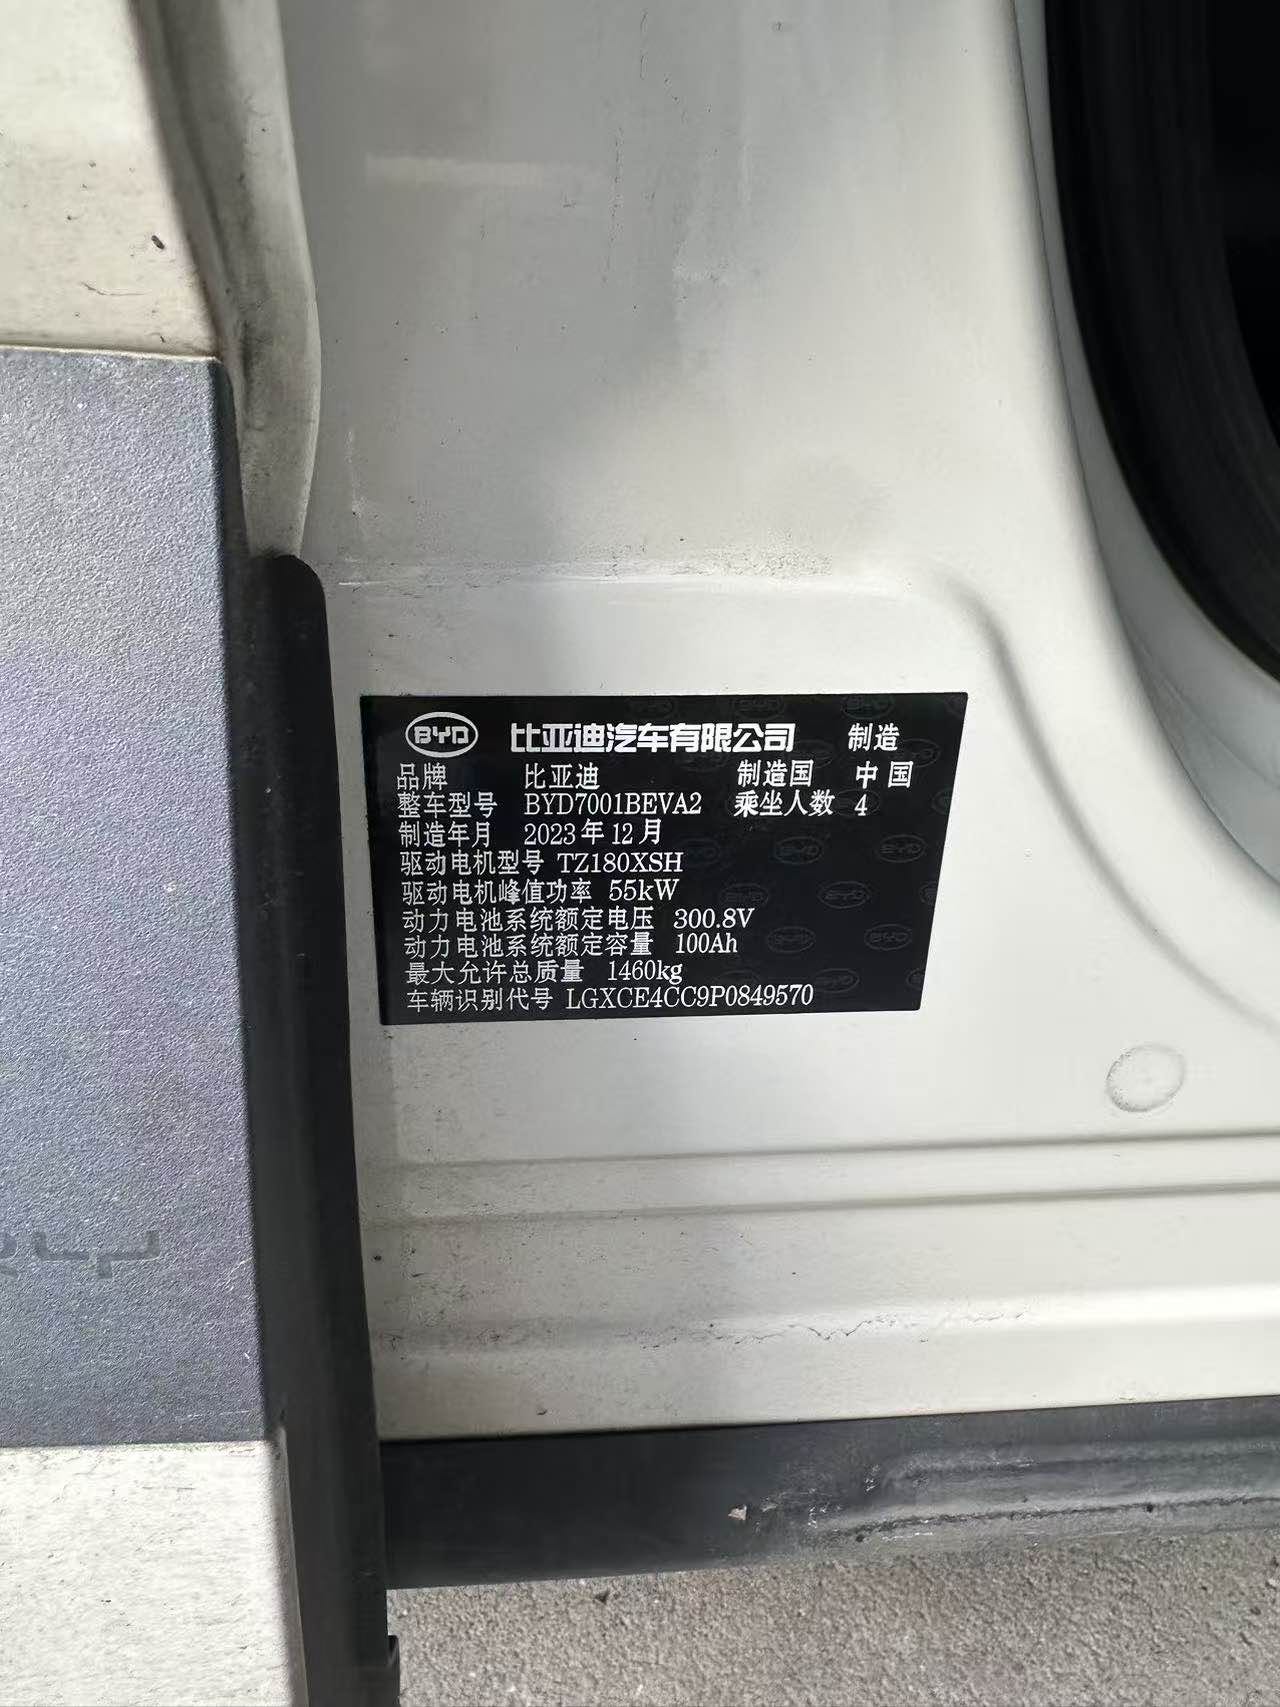 BYD 比亚迪汽车有限公司 制造
品牌 比亚迪 制造国 中国
整车型号 BYD7001BEVA2 乘坐人数 4
制造年月 2023年12月
驱动电机型号 TZ180XSH
驱动电机峰值功率 55kW
动力电池系统额定电压 300.8V
动力电池系统额定容量 100Ah
最大允许总质量 1460kg
车辆识别代号 LGXCE4CC9P0849570